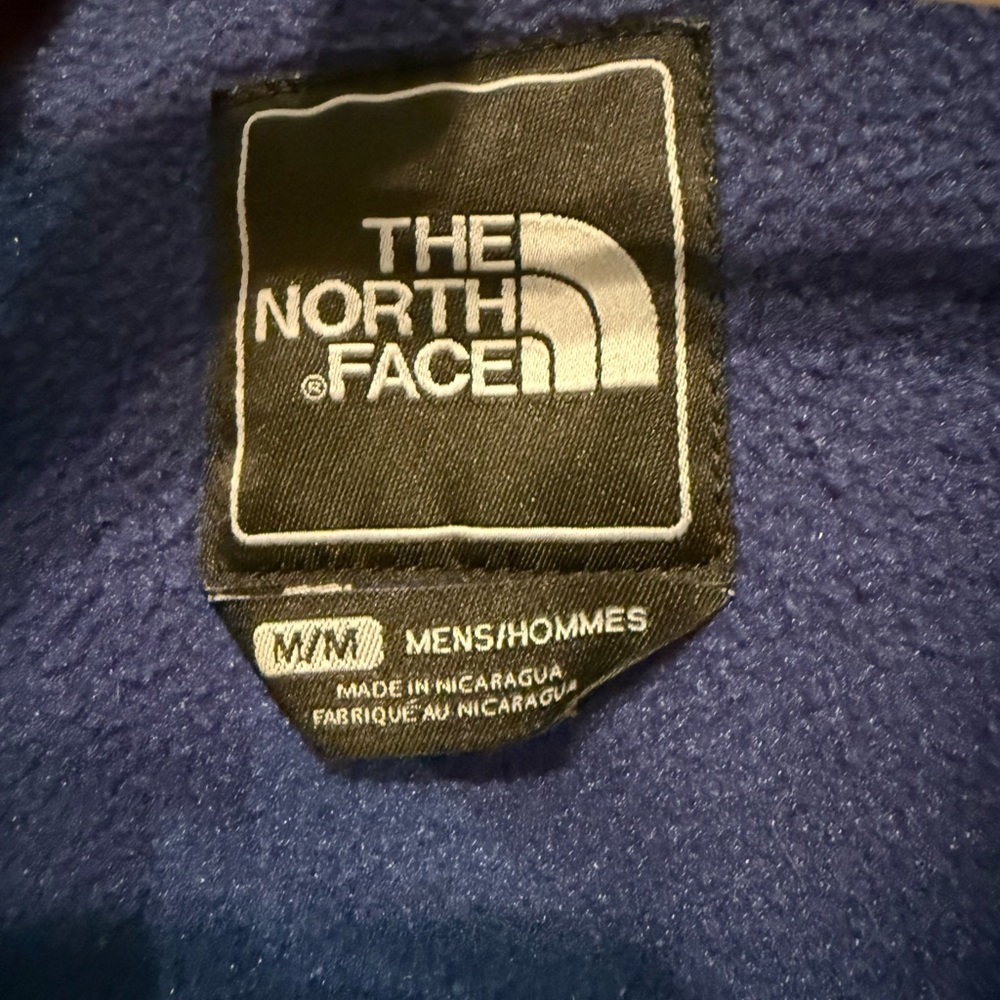 THE
NORTH
®FACE
M/M MENS/HOMMES
MADE IN NICARAGUA
FABRIQUÉ AU NICARAGUA